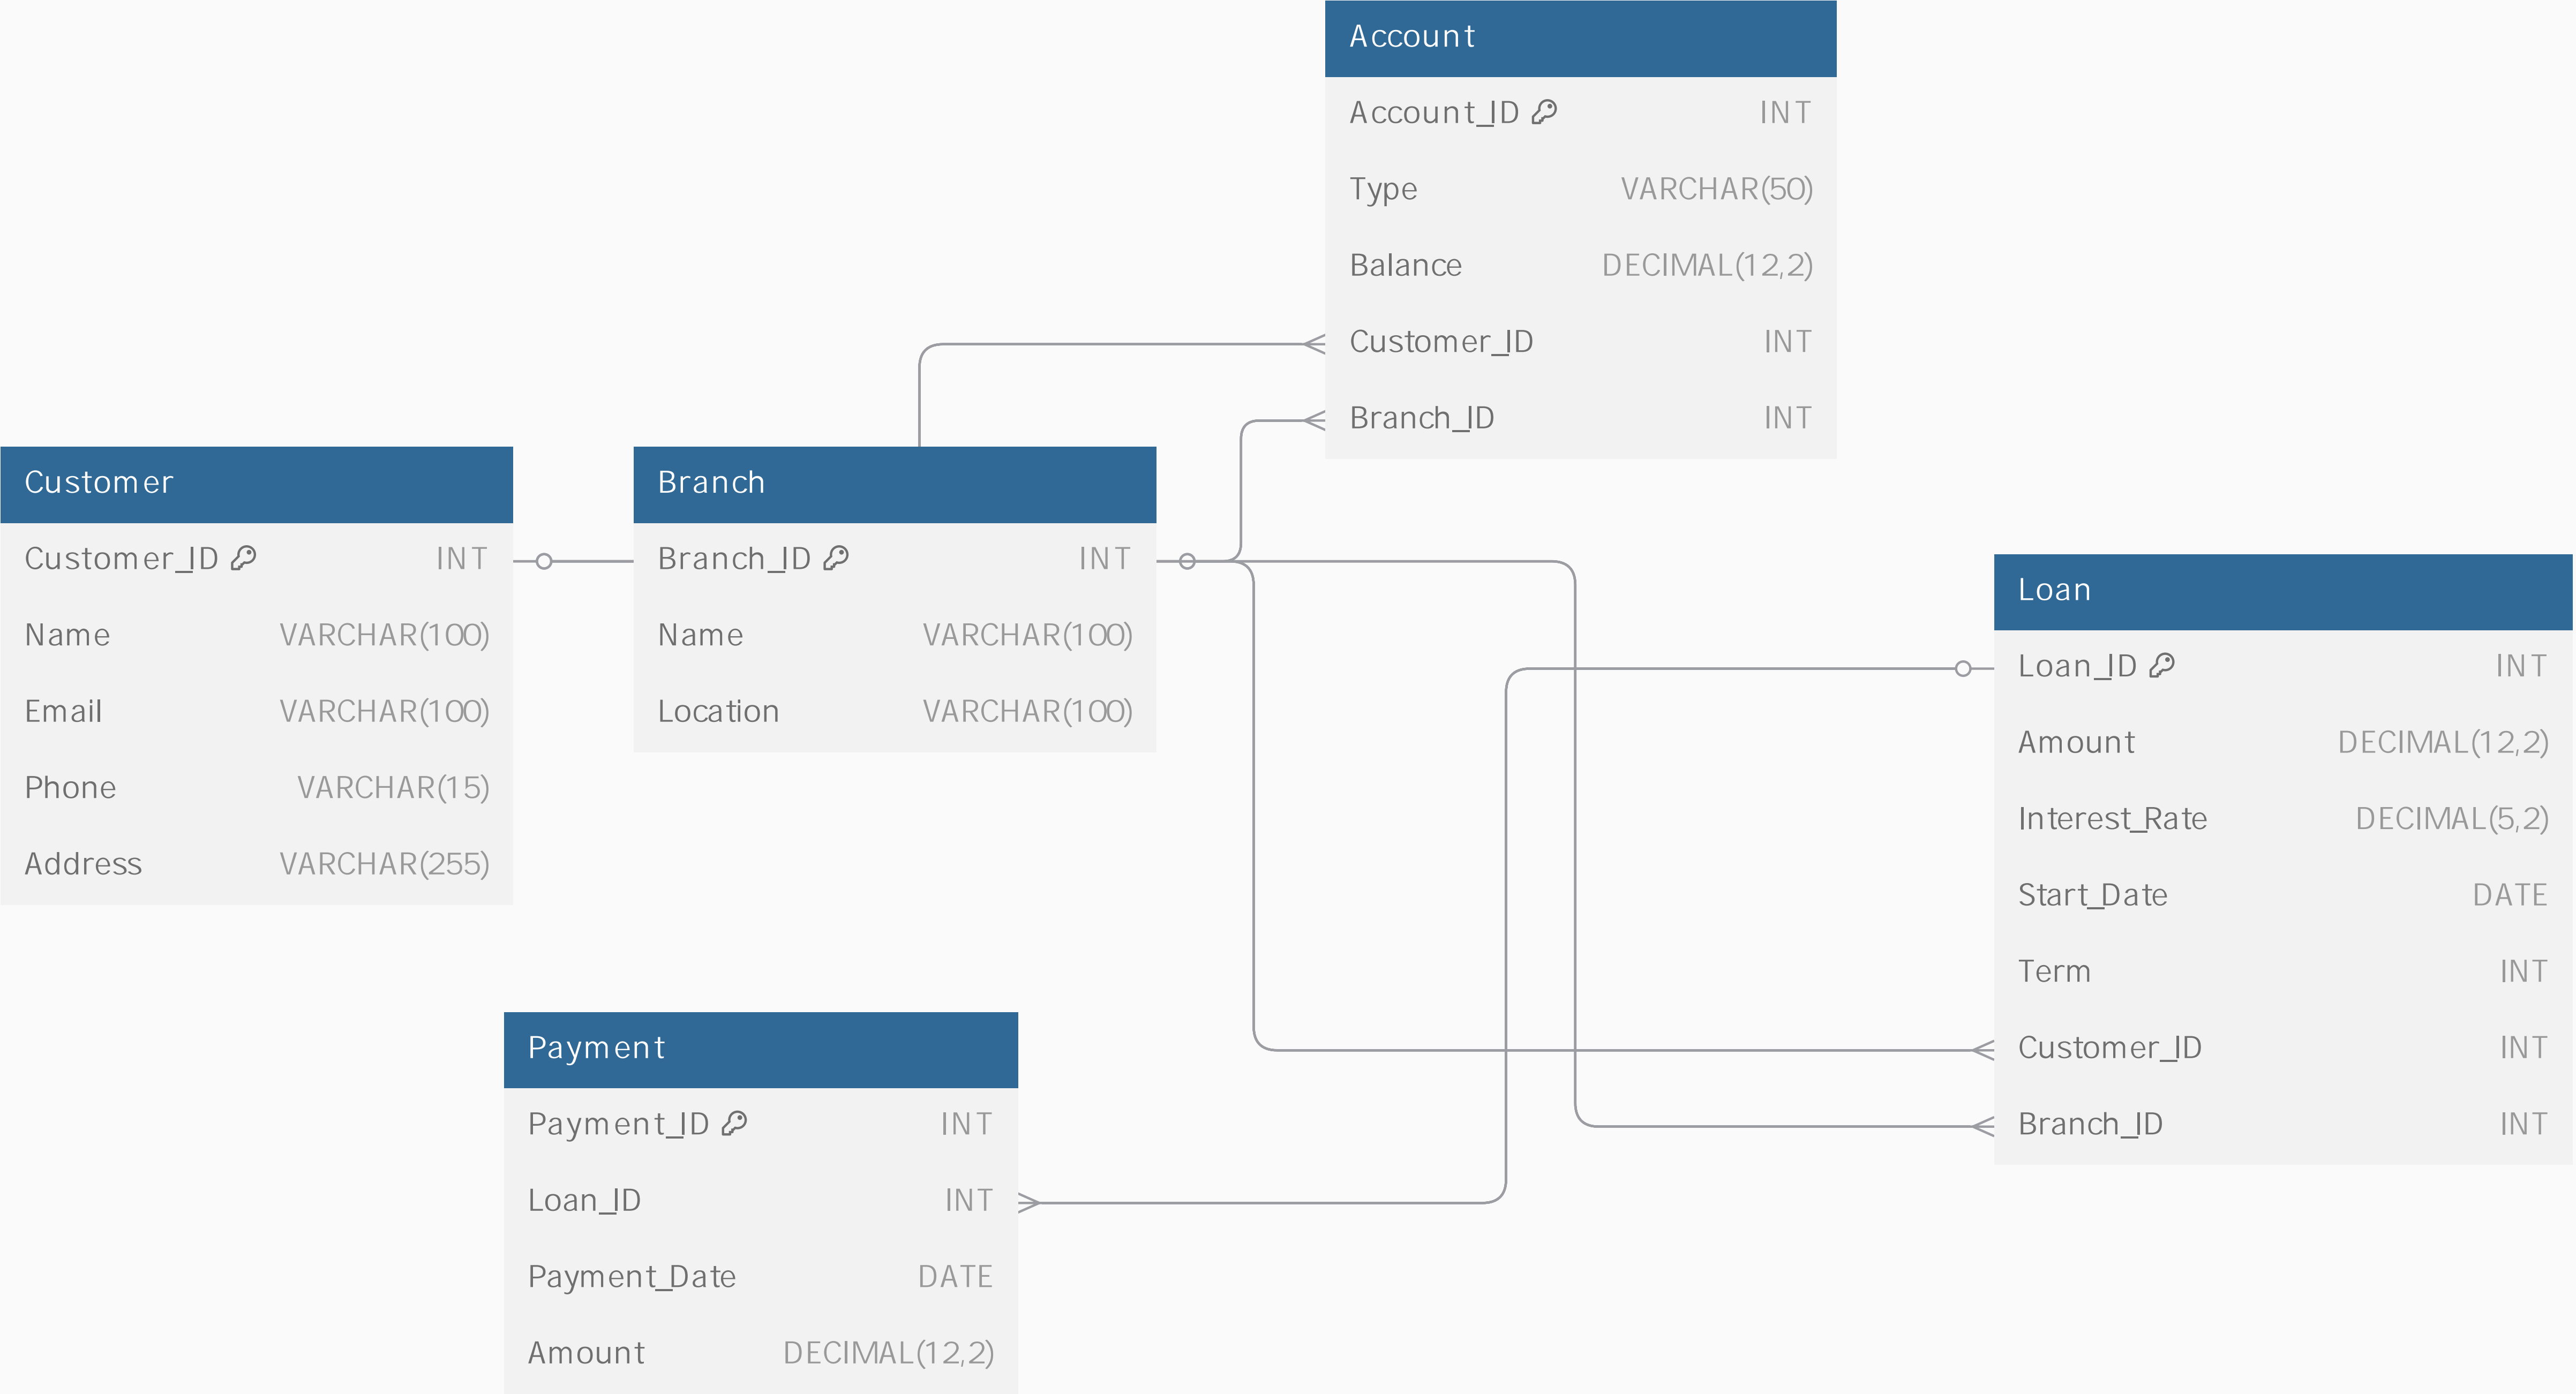 Account
Account_ID INT
Type VARCHAR(50)
Balance DECIMAL(12,2)
Customer_ID INT
Branch_ID INT
Customer
Customer_ID INT
Name VARCHAR(100)
Email VARCHAR(100)
Phone VARCHAR(15)
Address VARCHAR(255)
Branch
Branch_ID INT
Name VARCHAR(100)
Location VARCHAR(100)
Loan
Loan_ID INT
Amount DECIMAL(12,2)
Interest_Rate DECIMAL(5,2)
Start_Date DATE
Term INT
Customer_ID INT
Branch_ID INT
Payment
Payment_ID INT
Loan_ID INT
Payment_Date DATE
Amount DECIMAL(12,2)